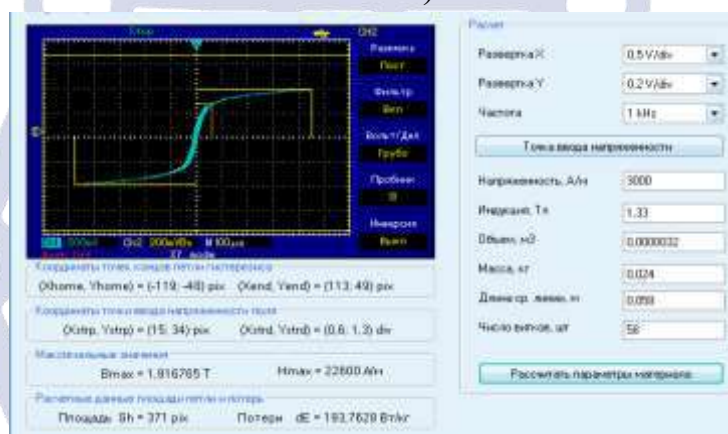 Стоп
CH2
Развязка
Пост
Фильтр
Вкл
Вольт/Дел
Грубо
Пробник
Инверсия
Выкл
Ch2 200mV/Div M 100µs
XY mode
Координаты точек концов петли гистерезиса
(Xhome, Yhome) = (-119; -48) pix (Xend, Yend) = (113; 49) pix
Координаты точки ввода напряженности поля
(Xstrp, Ystrp) = (15; 34) pix (Xstrd, Ystrd) = (0.6; 1.3) div
Максимальные значения
Bmax = 1.916765 T Hmax = 22600 A/м
Расчетные данные площади петли и потерь
Площадь Sh = 371 pix Потери dE = 193.7628 Вт/кг
Расчет
Развертка X 0.5 V/div
Развертка Y 0.2 V/div
Частота 1 kHz
Точка ввода напряженности
Напряженность, А/м 3000
Индукция, Тл 1.33
Объем, м3 0.0000032
Масса, кг 0.024
Длина ср. линии, м 0.059
Число витков, шт 56
Рассчитать параметры материала